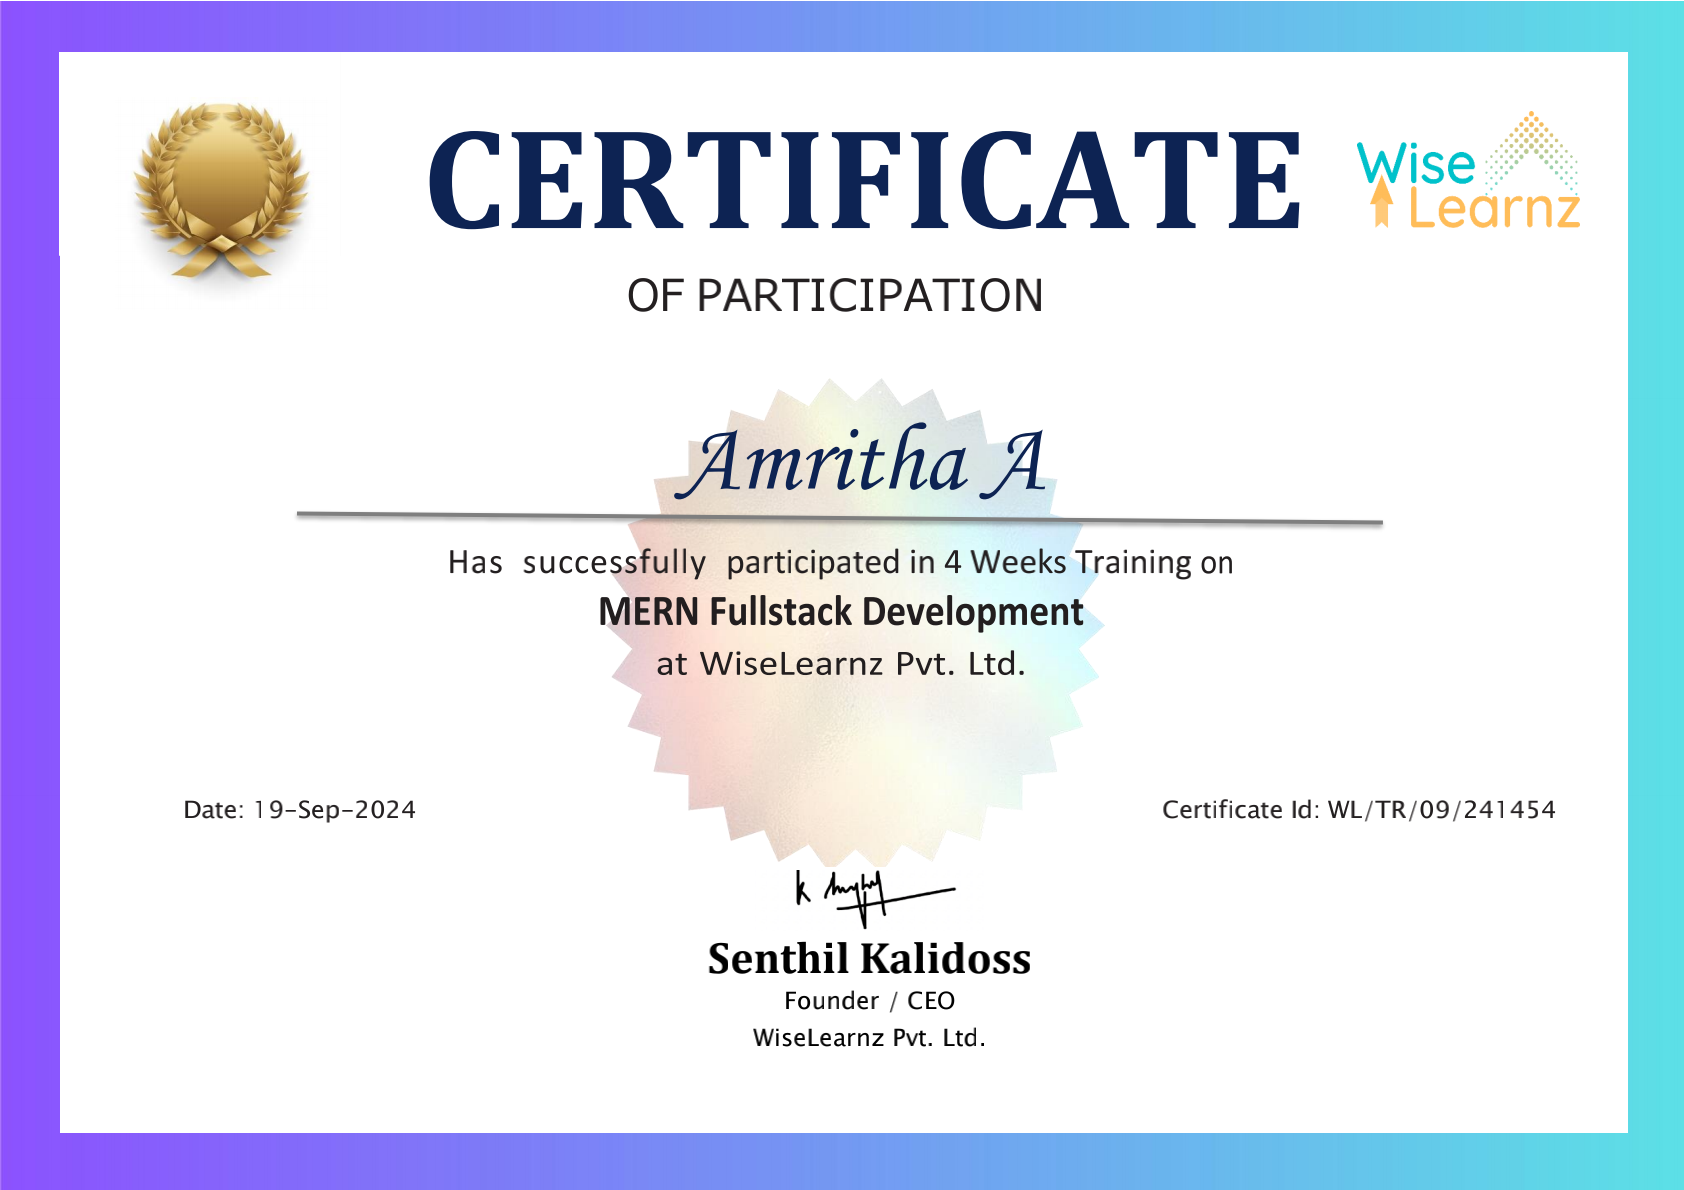 CERTIFICATE
Wise
Learnz
OF PARTICIPATION
Amritha A
Has successfully participated in 4 Weeks Training on
MERN Fullstack Development
at WiseLearnz Pvt. Ltd.
Date: 19-Sep-2024
Certificate Id: WL/TR/09/241454
Senthil Kalidoss
Founder / CEO
WiseLearnz Pvt. Ltd.